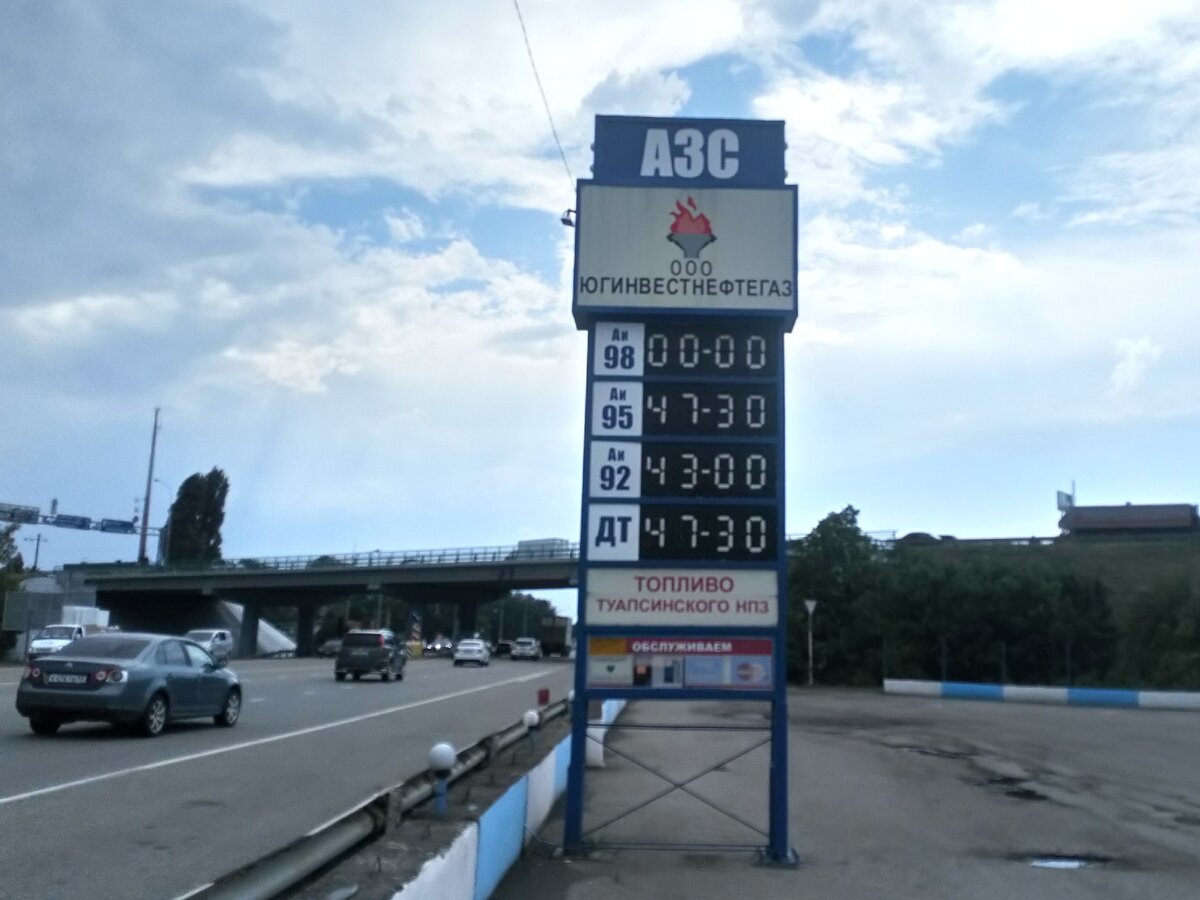 АЗС
ООО
ЮГИНВЕСТНЕФТЕГАЗ
Аи 98 00-00
Аи 95 47-30
Аи 92 43-00
ДТ 47-30
ТОПЛИВО
ТУАПСИНСКОГО НПЗ
ОБСЛУЖИВАЕМ